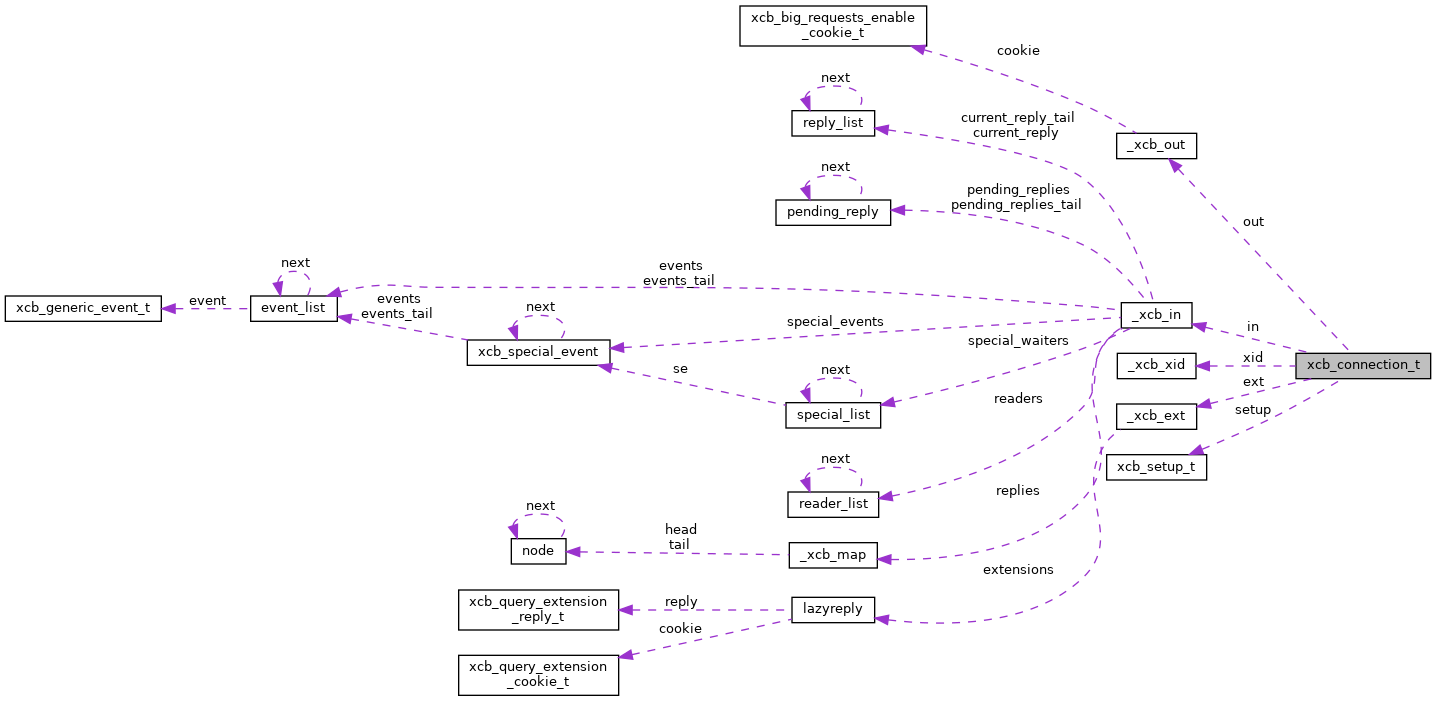 xcb_big_requests_enable
_cookie_t
cookie
next
reply_list
current_reply_tail
current_reply
_xcb_out
next
pending_reply
pending_replies
pending_replies_tail
out
next
events
events_tail
xcb_generic_event_t
event
event_list
events
events_tail
next
xcb_special_event
special_events
_xcb_in
in
special_waiters
se
next
special_list
_xcb_xid
xid
xcb_connection_t
ext
_xcb_ext
setup
xcb_setup_t
readers
next
reader_list
replies
next
node
head
tail
_xcb_map
extensions
xcb_query_extension
_reply_t
reply
lazyreply
cookie
xcb_query_extension
_cookie_t